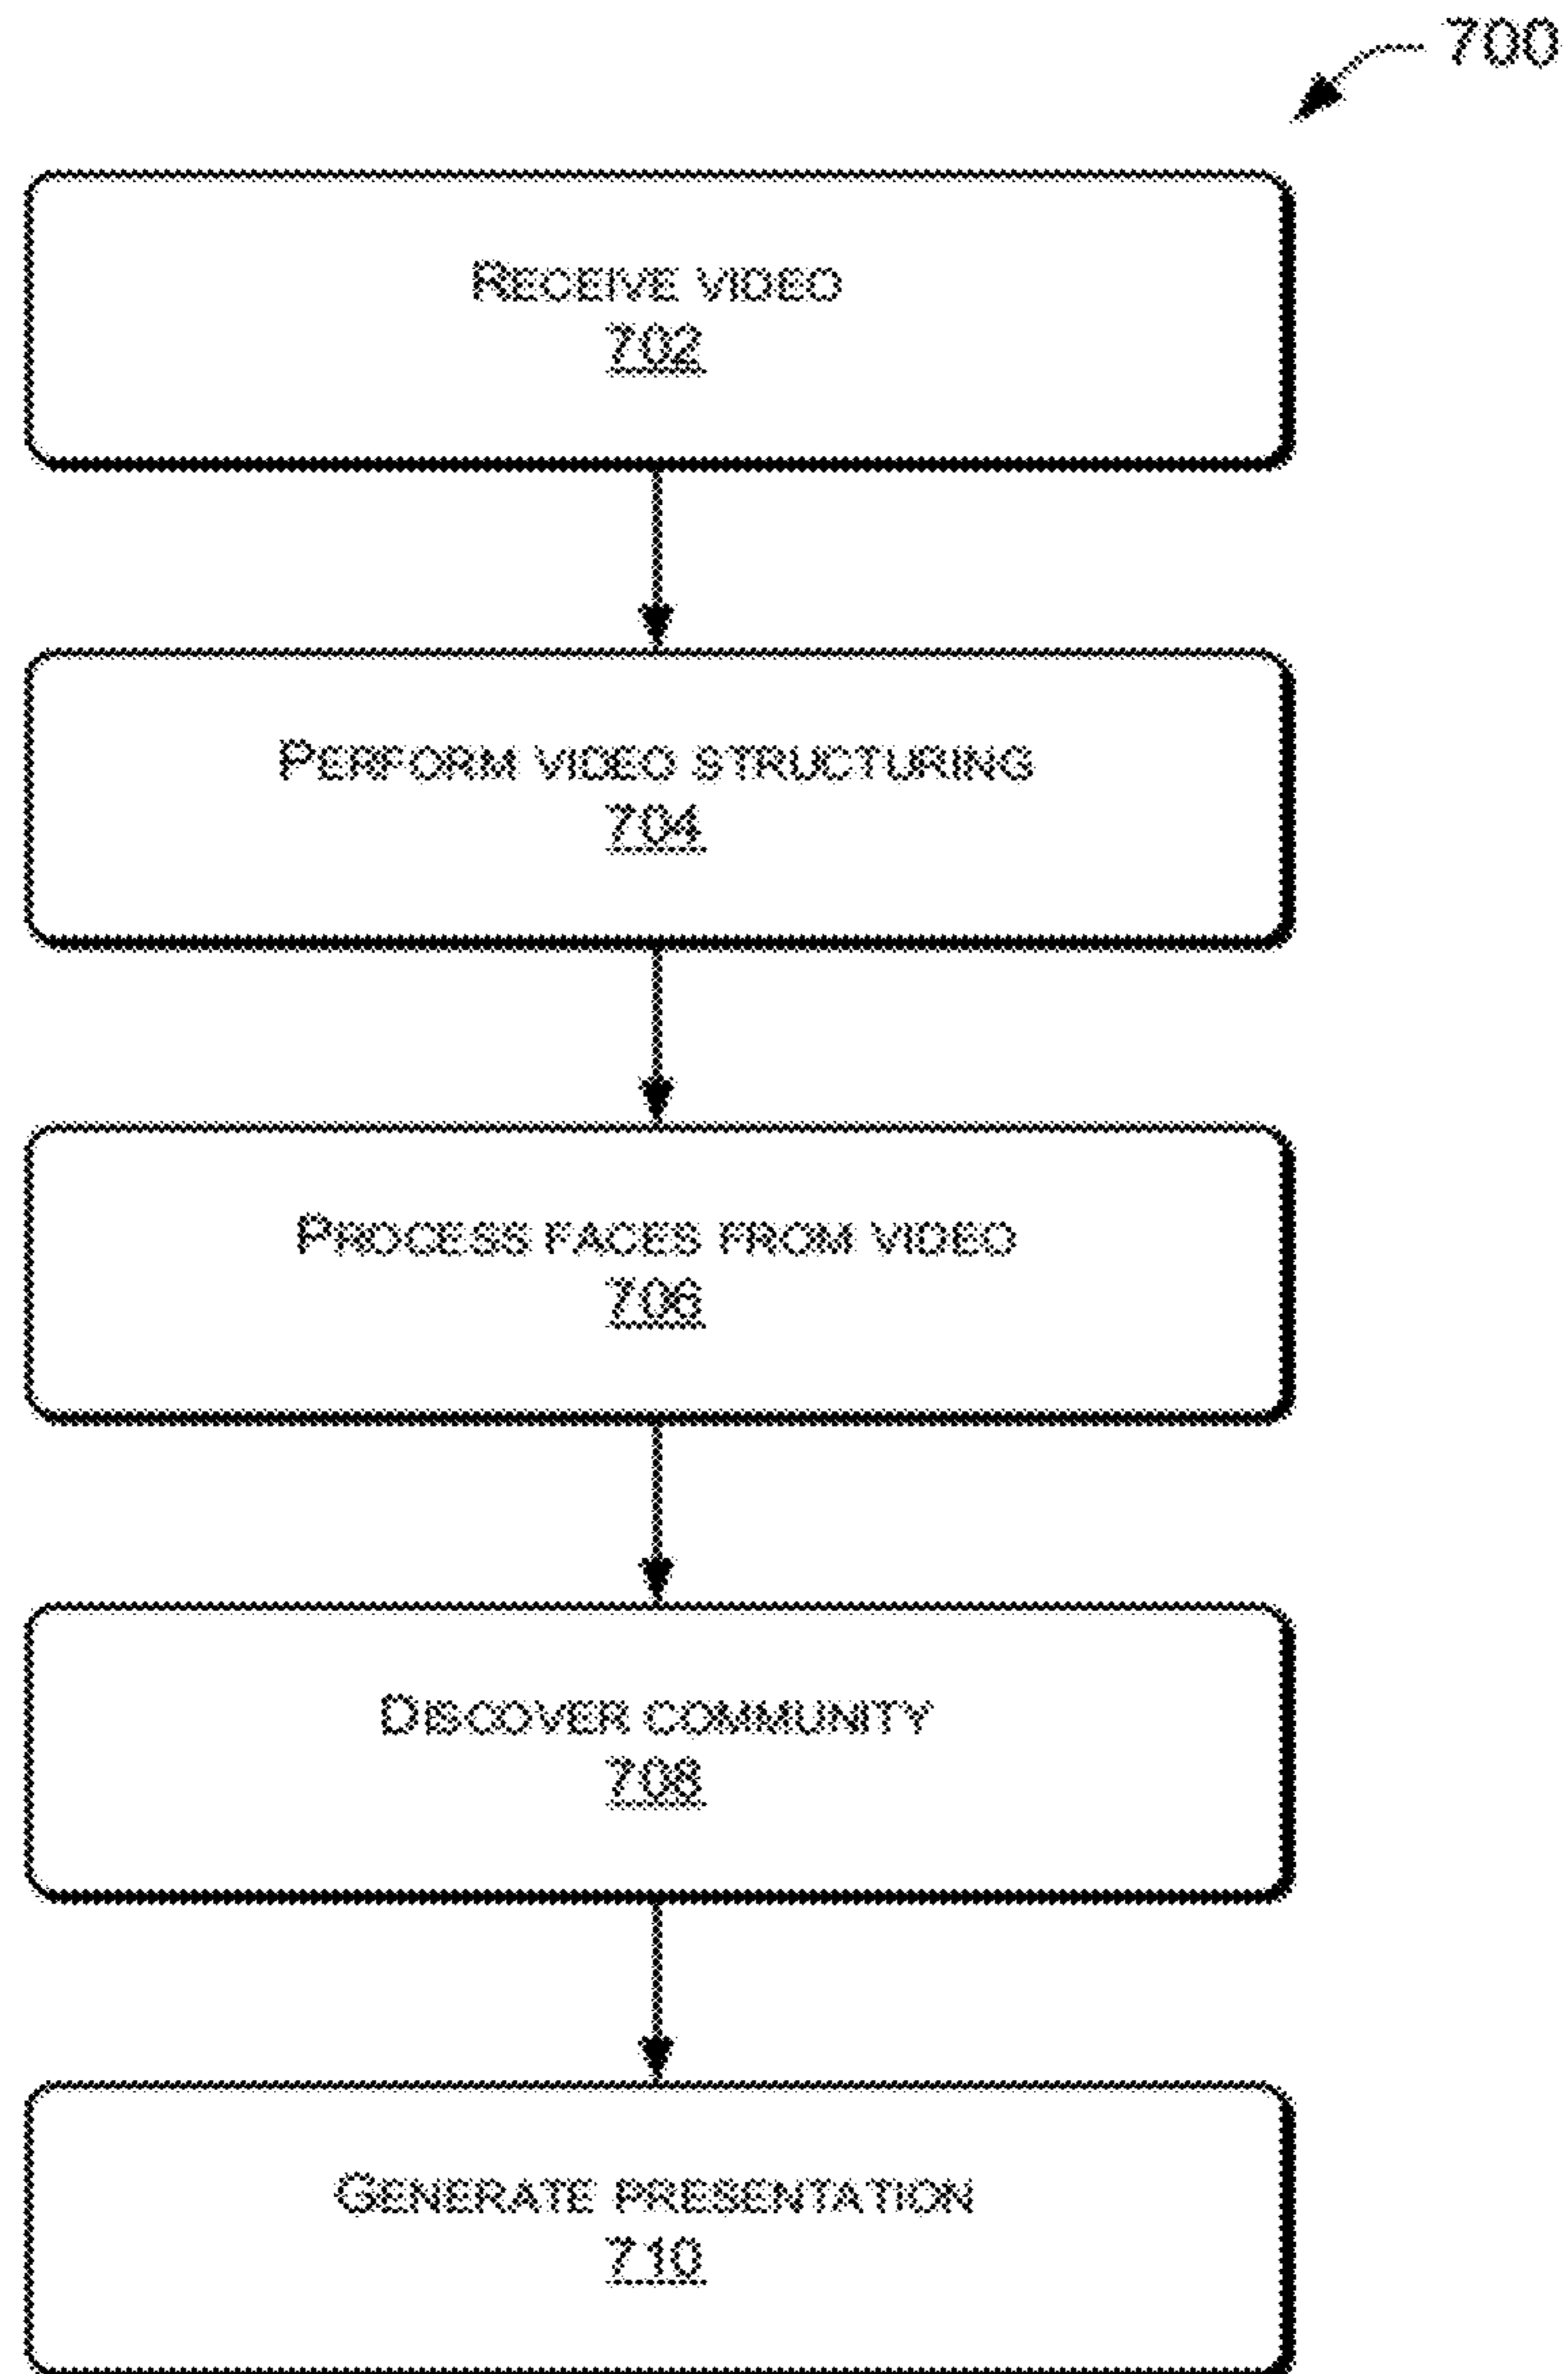 700
RECEIVE VIDEO
702
PERFORM VIDEO STRUCTURING
704
PROCESS FACES FROM VIDEO
706
DISCOVER COMMUNITY
708
GENERATE PRESENTATION
710